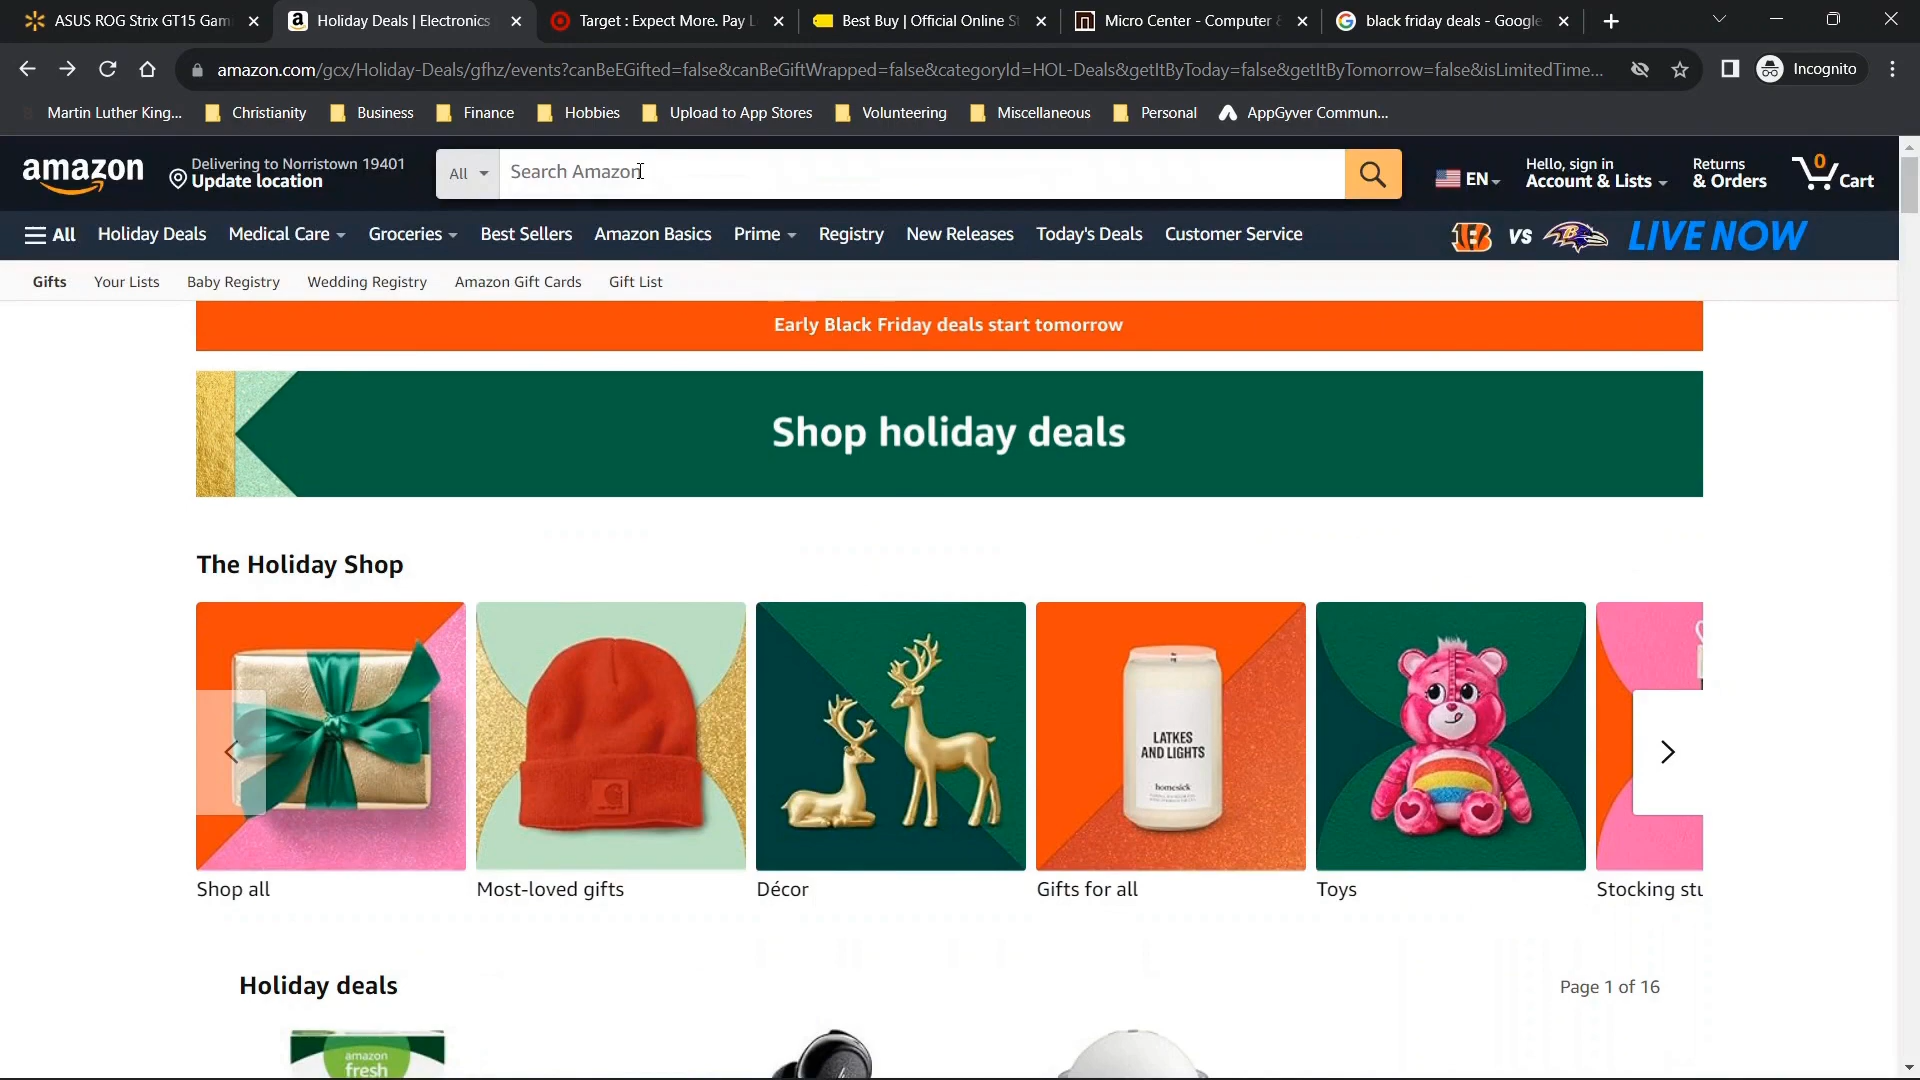 ASUS ROG Strix GT15 Gam
Holiday Deals | Electronics
Target : Expect More. Pay L
Best Buy | Official Online S
Micro Center - Computer &
black friday deals - Google
amazon.com/gcx/Holiday-Deals/gfhz/events?canBeEGifted=false&canBeGiftWrapped=false&categoryId=HOL-Deals&getItByToday=false&getItByTomorrow=false&isLimitedTime...
Incognito
Martin Luther King...
Christianity
Business
Finance
Hobbies
Upload to App Stores
Volunteering
Miscellaneous
Personal
AppGyver Commun...
amazon
Delivering to Norristown 19401
Update location
All
Search Amazon
EN
Hello, sign in
Account & Lists
Returns
& Orders
0
Cart
All
Holiday Deals
Medical Care
Groceries
Best Sellers
Amazon Basics
Prime
Registry
New Releases
Today's Deals
Customer Service
VS
LIVE NOW
Gifts
Your Lists
Baby Registry
Wedding Registry
Amazon Gift Cards
Gift List
Early Black Friday deals start tomorrow
Shop holiday deals
The Holiday Shop
LATKES
AND LIGHTS
homesick
Shop all
Most-loved gifts
Décor
Gifts for all
Toys
Stocking stu
Holiday deals
Page 1 of 16
amazon
fresh